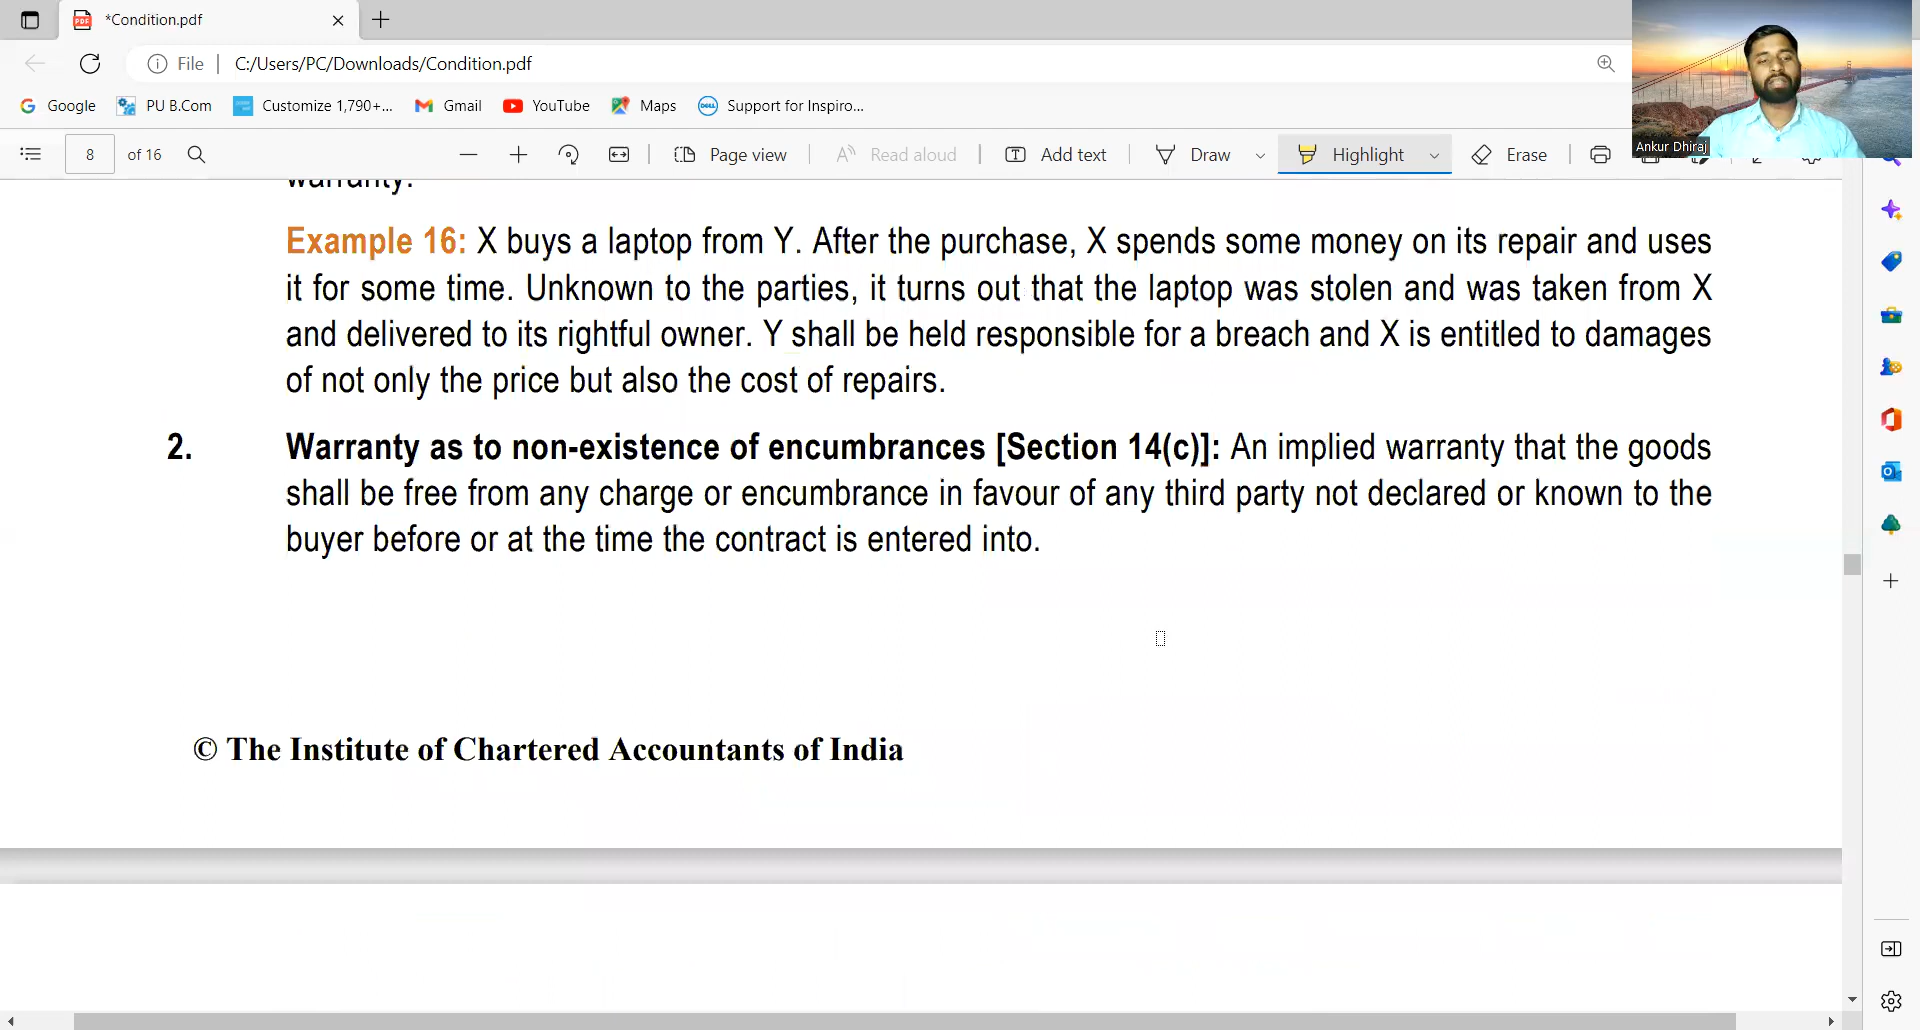 *Condition.pdf
File
C:/Users/PC/Downloads/Condition.pdf
Google
PU B.Com
Customize 1,790+...
Gmail
YouTube
Maps
Support for Inspiro...
8
of 16
Page view
Read aloud
Add text
Draw
Highlight
Erase
Ankur Dhiraj
warranty.
Example 16: X buys a laptop from Y. After the purchase, X spends some money on its repair and uses
it for some time. Unknown to the parties, it turns out that the laptop was stolen and was taken from X
and delivered to its rightful owner. Y shall be held responsible for a breach and X is entitled to damages
of not only the price but also the cost of repairs.
2. Warranty as to non-existence of encumbrances [Section 14(c)]: An implied warranty that the goods
shall be free from any charge or encumbrance in favour of any third party not declared or known to the
buyer before or at the time the contract is entered into.
© The Institute of Chartered Accountants of India